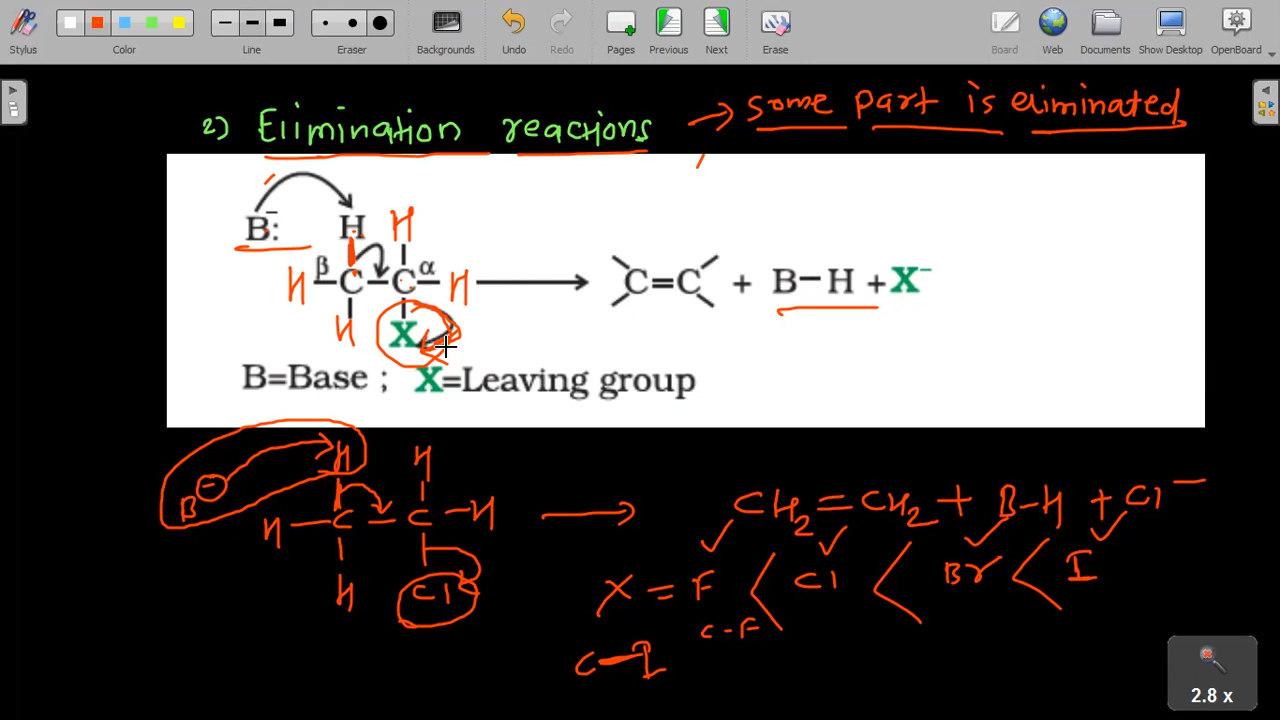 Stylus Color Line Eraser Backgrounds Undo Redo Pages Previous Next Erase Board Web Documents Show Desktop OpenBoard
2) Elimination reactions → some part is eliminated
B:⁻ H H
H β C – C α H ⟶ C=C + B–H + X⁻
H X
B=Base ; X=Leaving group
H H
B⊖ H – C – C – H ⟶ CH₂ = CH₂ + B–H + Cl⁻
H Cl
X = F < Cl < Br < I
C–F
C–I
2.8 x